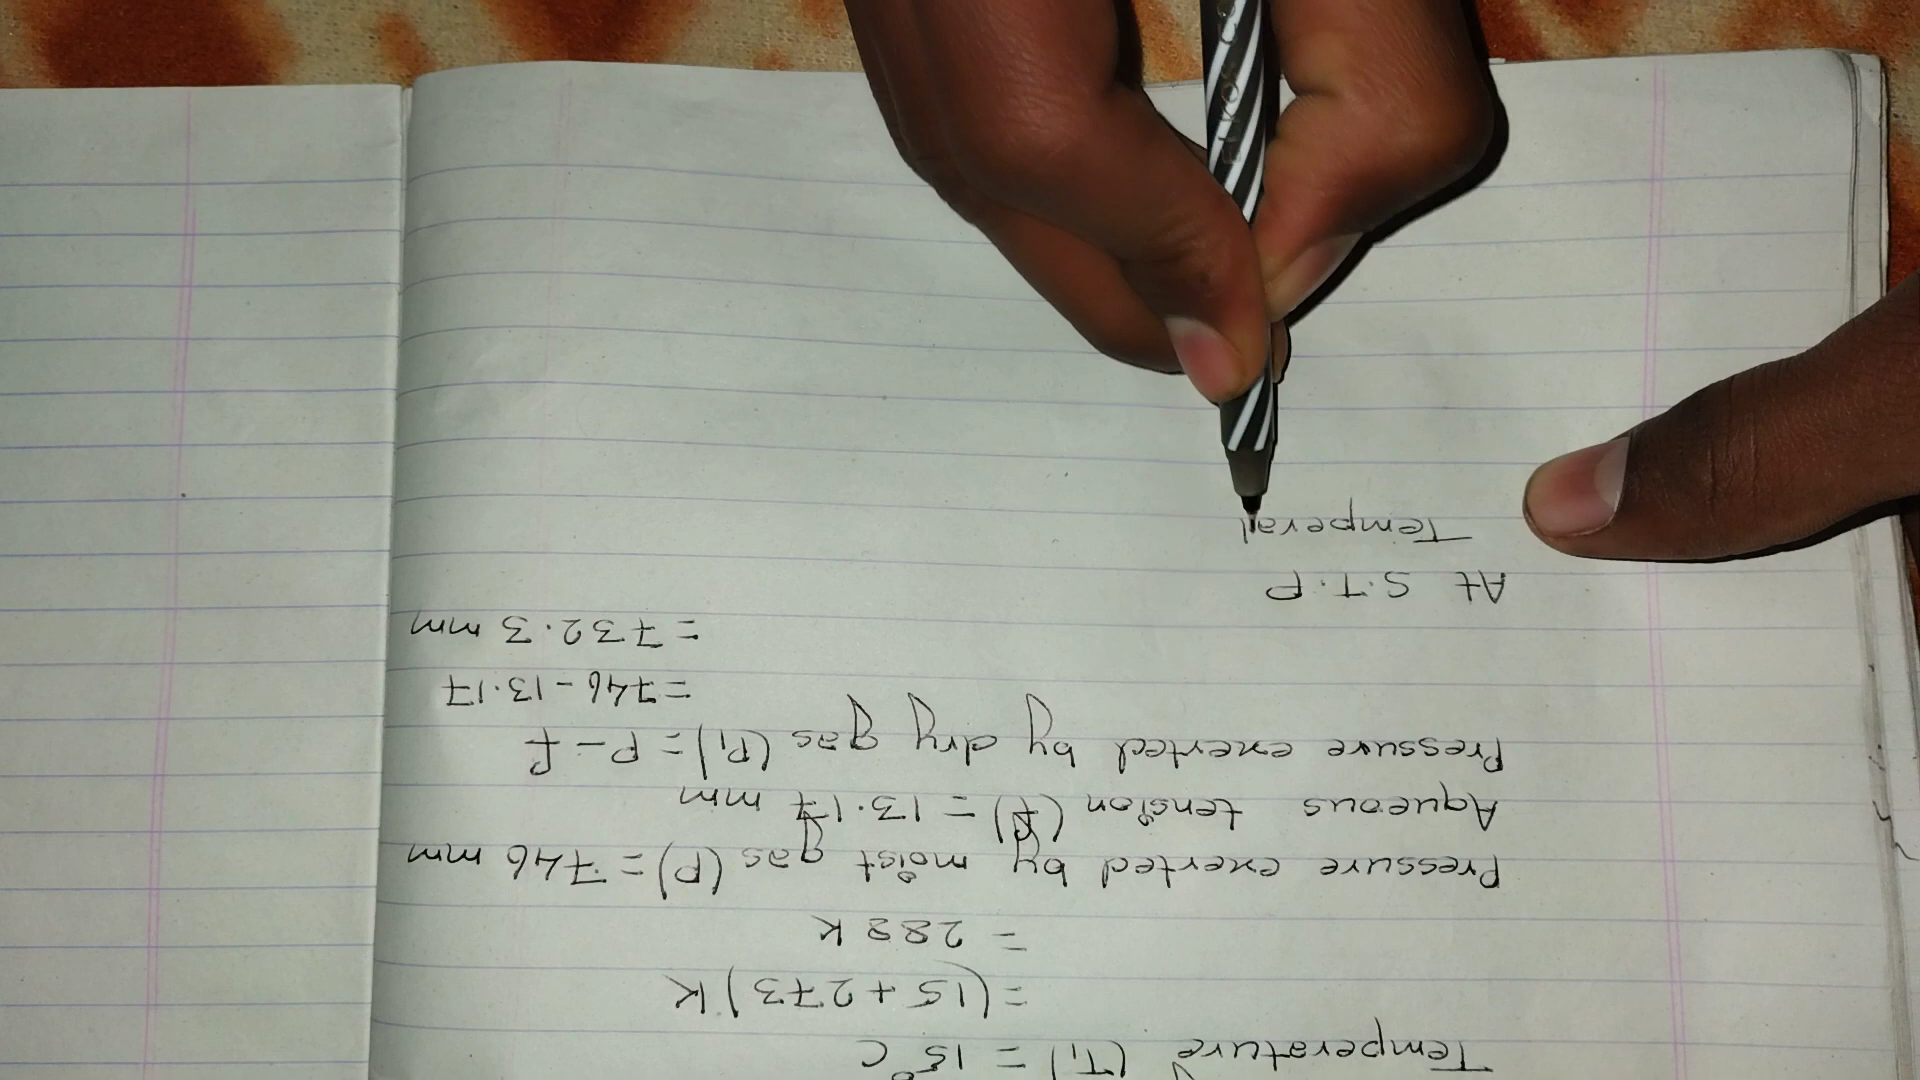 Temperature (T₁) = 15°C
= (15 + 273) K
= 288 K
Pressure exerted by moist gas (P) = 746 mm
Aqueous tension (f) = 13.17 mm
Pressure exerted by dry gas (P₁) = P - f
= 746 - 13.17
= 732.3 mm
At S.T.P
Temperat